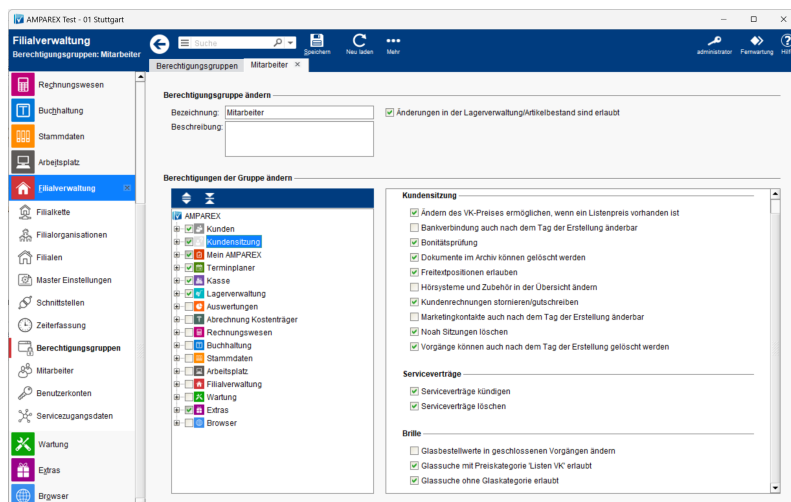 AMPAREX Test - 01 Stuttgart
Filialverwaltung
Berechtigungsgruppen: Mitarbeiter
Suche
Speichern
Neu laden
Mehr
administrator
Fernwartung
Hilf
Berechtigungsgruppen
Mitarbeiter
Rechnungswesen
Buchhaltung
Stammdaten
Arbeitsplatz
Filialverwaltung
Filialkette
Filialorganisationen
Filialen
Master Einstellungen
Schnittstellen
Zeiterfassung
Berechtigungsgruppen
Mitarbeiter
Benutzerkonten
Servicezugangsdaten
Wartung
Extras
Browser
Berechtigungsgruppe ändern
Bezeichnung: Mitarbeiter
Änderungen in der Lagerverwaltung/Artikelbestand sind erlaubt
Beschreibung:
Berechtigungen der Gruppe ändern
AMPAREX
Kunden
Kundensitzung
Mein AMPAREX
Terminplaner
Kasse
Lagerverwaltung
Auswertungen
Abrechnung Kostenträger
Rechnungswesen
Buchhaltung
Stammdaten
Arbeitsplatz
Filialverwaltung
Wartung
Extras
Browser
Kundensitzung
Ändern des VK-Preises ermöglichen, wenn ein Listenpreis vorhanden ist
Bankverbindung auch nach dem Tag der Erstellung änderbar
Bonitätsprüfung
Dokumente im Archiv können gelöscht werden
Freitextpositionen erlauben
Hörsysteme und Zubehör in der Übersicht ändern
Kundenrechnungen stornieren/gutschreiben
Marketingkontakte auch nach dem Tag der Erstellung änderbar
Noah Sitzungen löschen
Vorgänge können auch nach dem Tag der Erstellung gelöscht werden
Serviceverträge
Serviceverträge kündigen
Serviceverträge löschen
Brille
Glasbestellwerte in geschlossenen Vorgängen ändern
Glassuche mit Preiskategorie 'Listen VK' erlaubt
Glassuche ohne Glaskategorie erlaubt